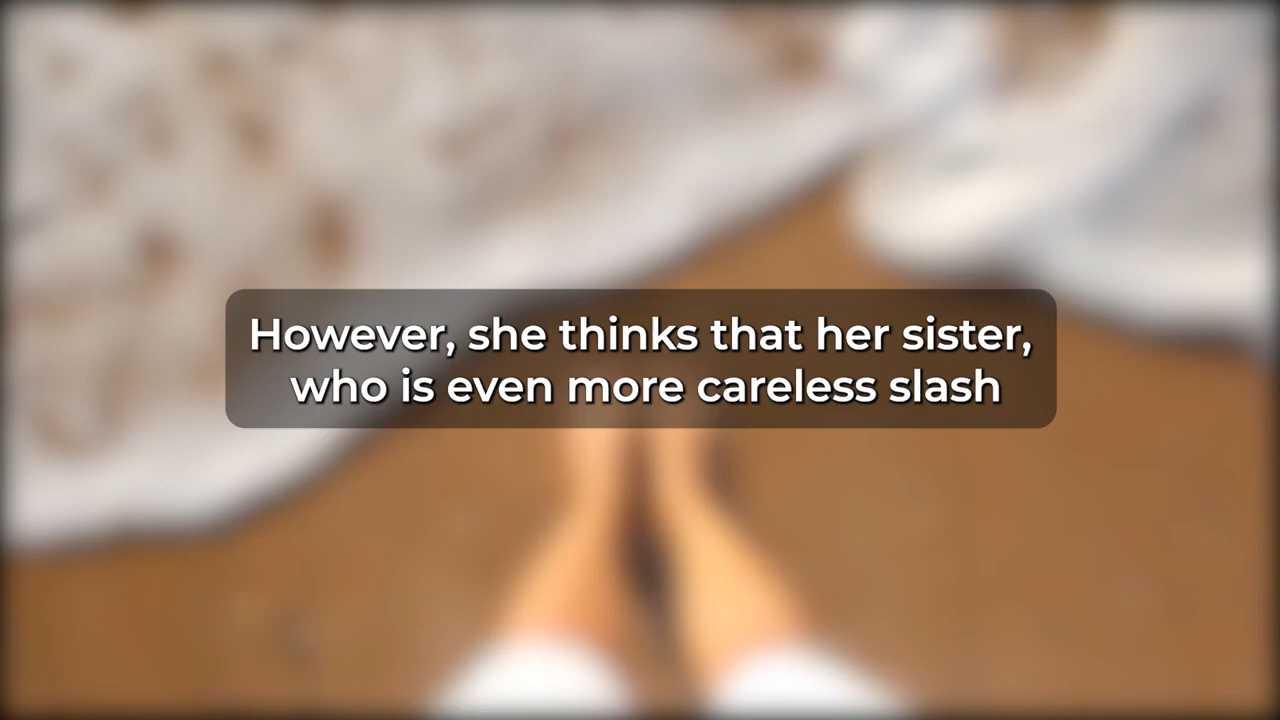 However, she thinks that her sister,
who is even more careless slash